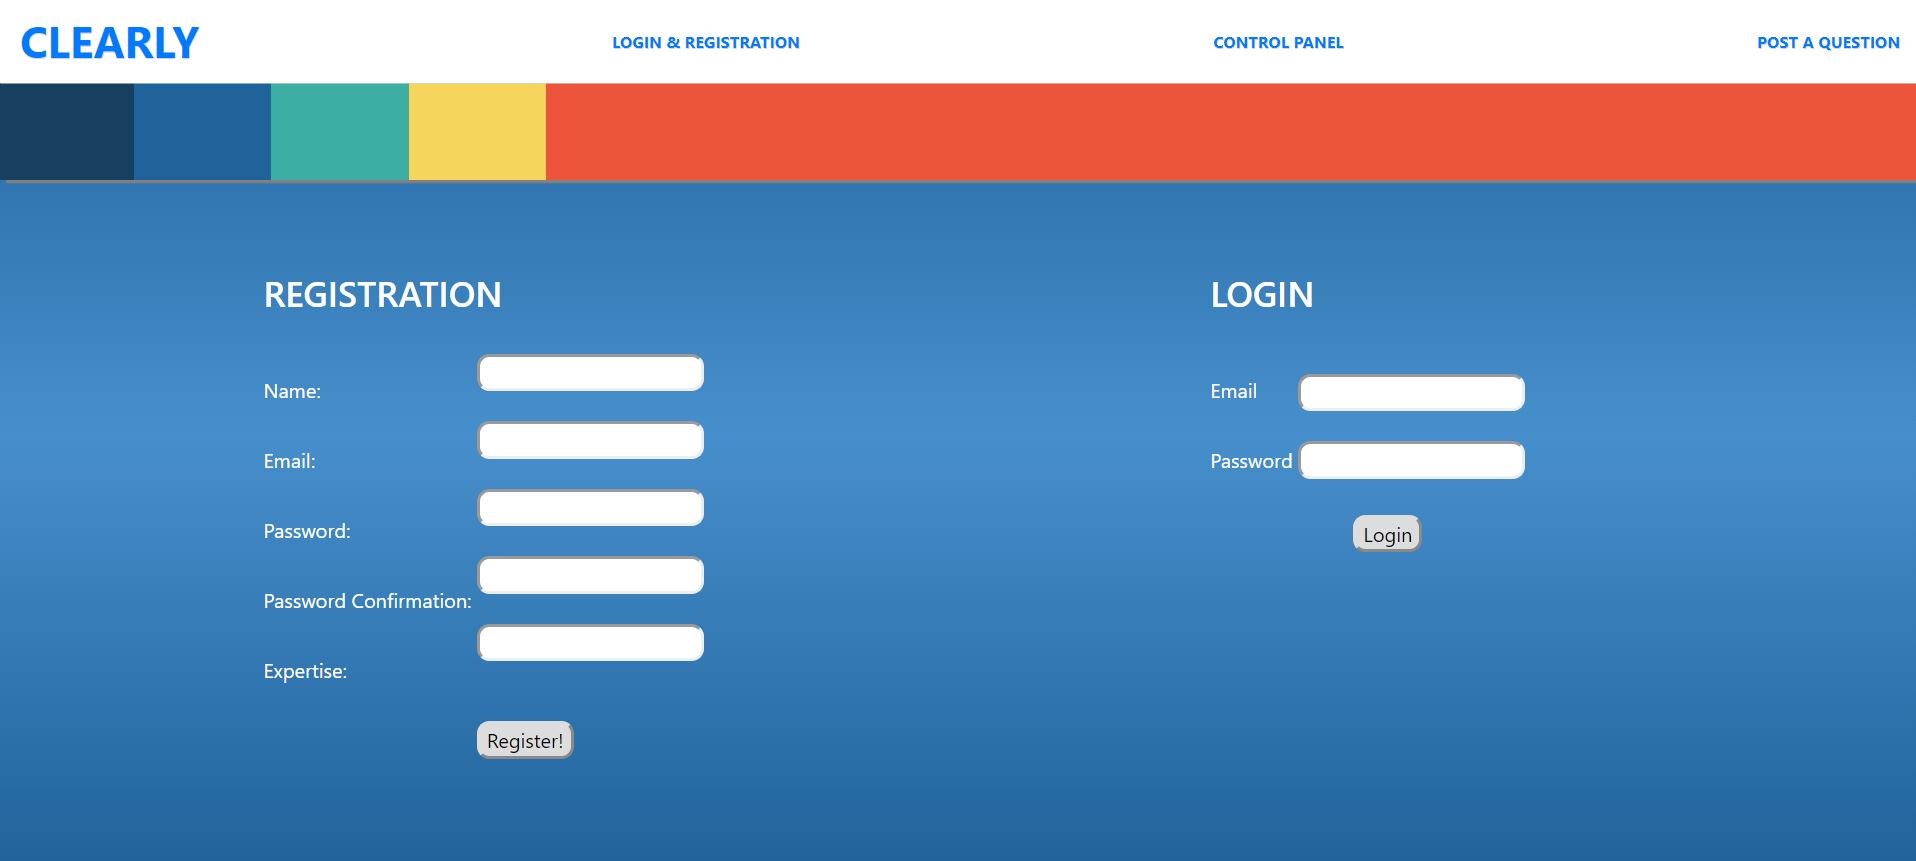 CLEARLY
LOGIN & REGISTRATION
CONTROL PANEL
POST A QUESTION
REGISTRATION
Name:
Email:
Password:
Password Confirmation:
Expertise:
Register!
LOGIN
Email
Password
Login